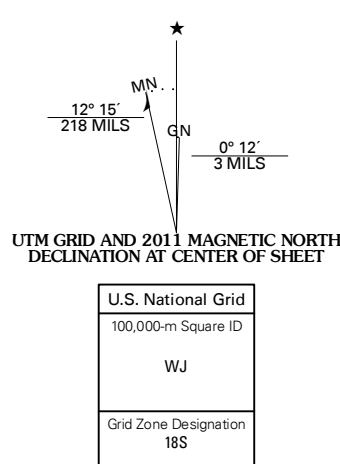 MN
12° 15´
218 MILS
GN
0° 12´
3 MILS
UTM GRID AND 2011 MAGNETIC NORTH
DECLINATION AT CENTER OF SHEET
U.S. National Grid
100,000-m Square ID
WJ
Grid Zone Designation
18S